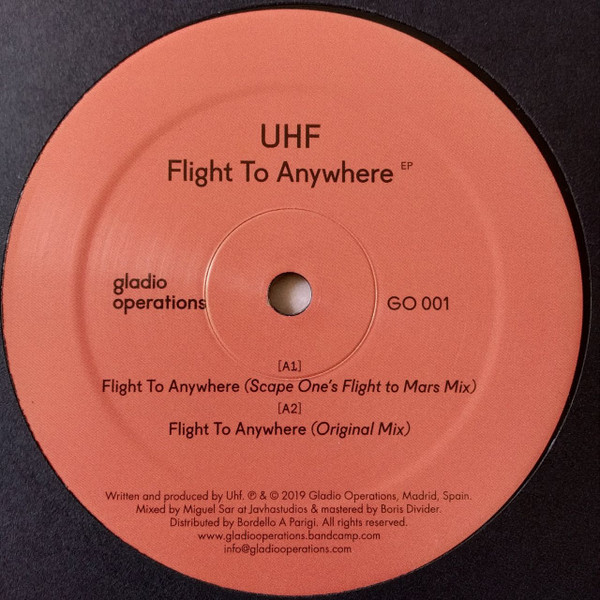 UHF
Flight To Anywhere EP
gladio
operations
GO 001
[A1]
Flight To Anywhere (Scape One's Flight to Mars Mix)
[A2]
Flight To Anywhere (Original Mix)
Written and produced by Uhf. ℗ & © 2019 Gladio Operations, Madrid, Spain.
Mixed by Miguel Sar at Javhastudios & mastered by Boris Divider.
Distributed by Bordello A Parigi. All rights reserved.
www.gladiooperations.bandcamp.com
info@gladiooperations.com